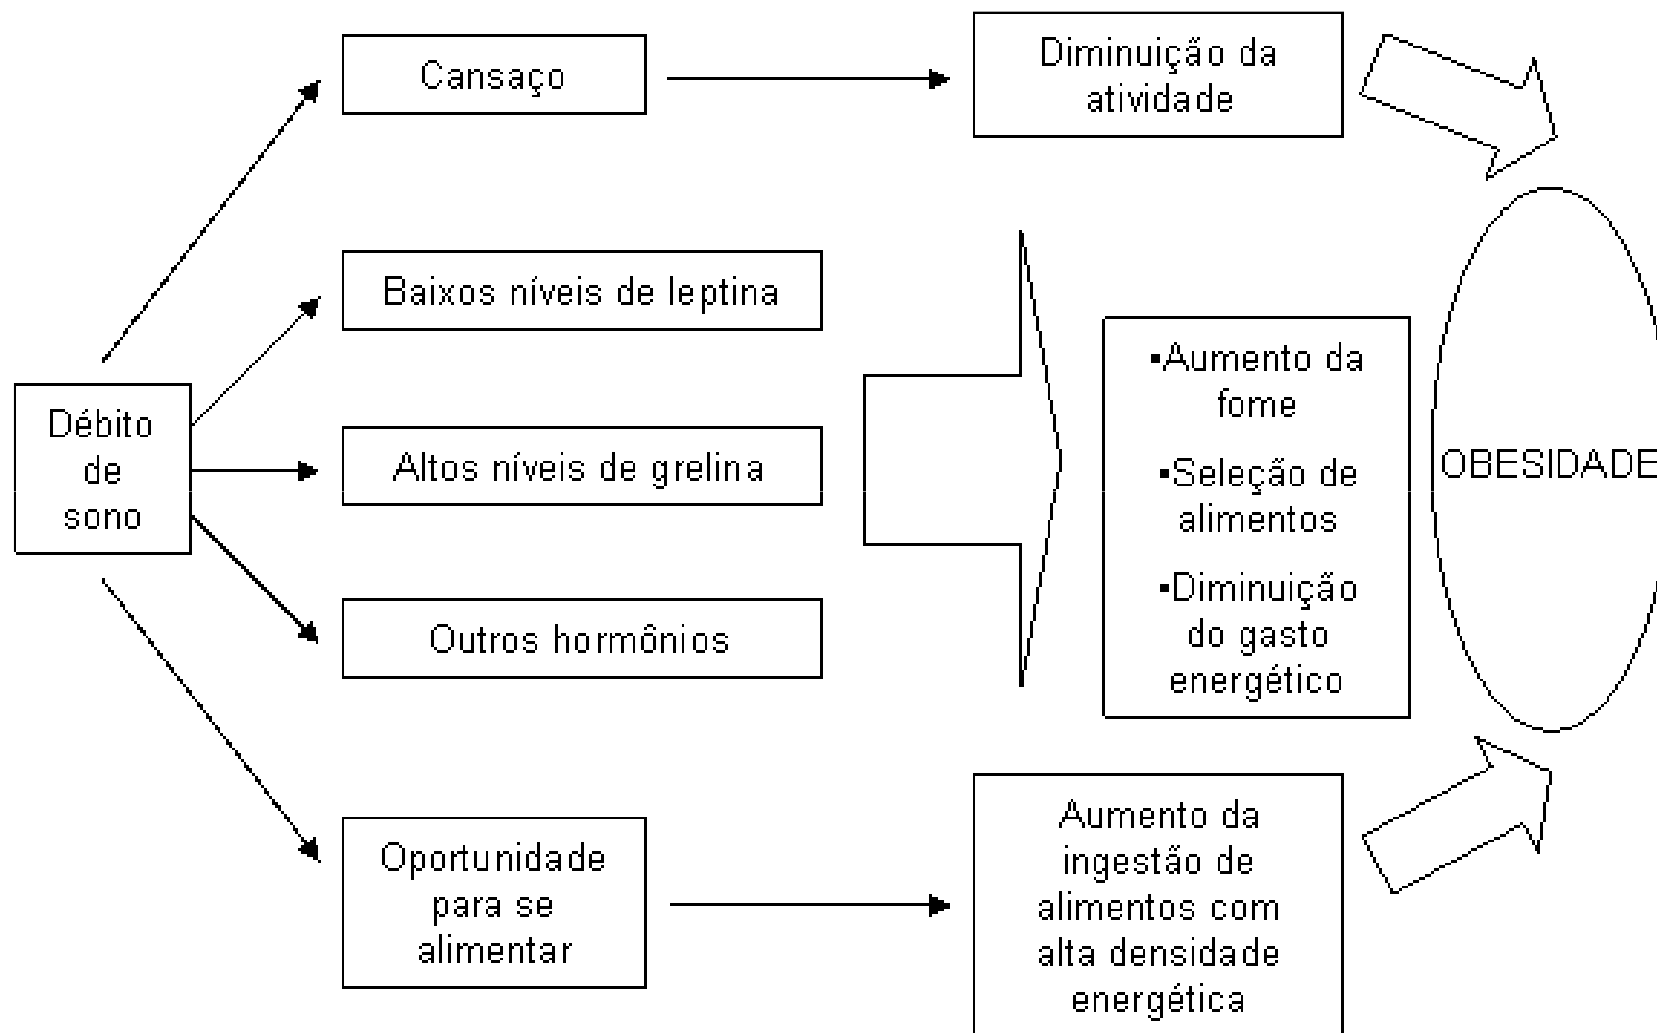 Cansaço
Diminuição da
atividade
Baixos níveis de leptina
Débito
de
sono
Altos níveis de grelina
Outros hormônios
▪Aumento da
fome
▪Seleção de
alimentos
▪Diminuição
do gasto
energético
OBESIDADE
Oportunidade
para se
alimentar
Aumento da
ingestão de
alimentos com
alta densidade
energética